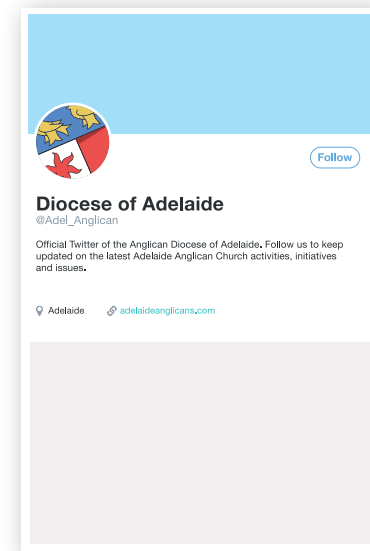 Follow
Diocese of Adelaide
@Adel_Anglican
Official Twitter of the Anglican Diocese of Adelaide. Follow us to keep
updated on the latest Adelaide Anglican Church activities, initiatives
and issues.
Adelaide adelaideanglicans.com